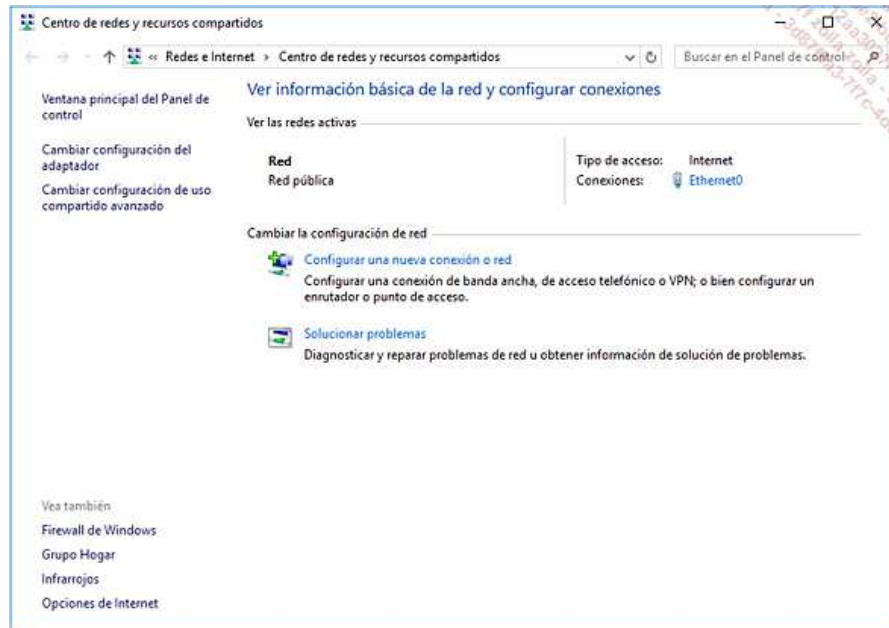 Centro de redes y recursos compartidos
« Redes e Internet › Centro de redes y recursos compartidos
Buscar en el Panel de control
Ventana principal del Panel de
control
Cambiar configuración del
adaptador
Cambiar configuración de uso
compartido avanzado
Ver información básica de la red y configurar conexiones
Ver las redes activas
Red
Red pública
Tipo de acceso: Internet
Conexiones: Ethernet0
Cambiar la configuración de red
Configurar una nueva conexión o red
Configurar una conexión de banda ancha, de acceso telefónico o VPN; o bien configurar un
enrutador o punto de acceso.
Solucionar problemas
Diagnosticar y reparar problemas de red u obtener información de solución de problemas.
Vea también
Firewall de Windows
Grupo Hogar
Infrarrojos
Opciones de Internet